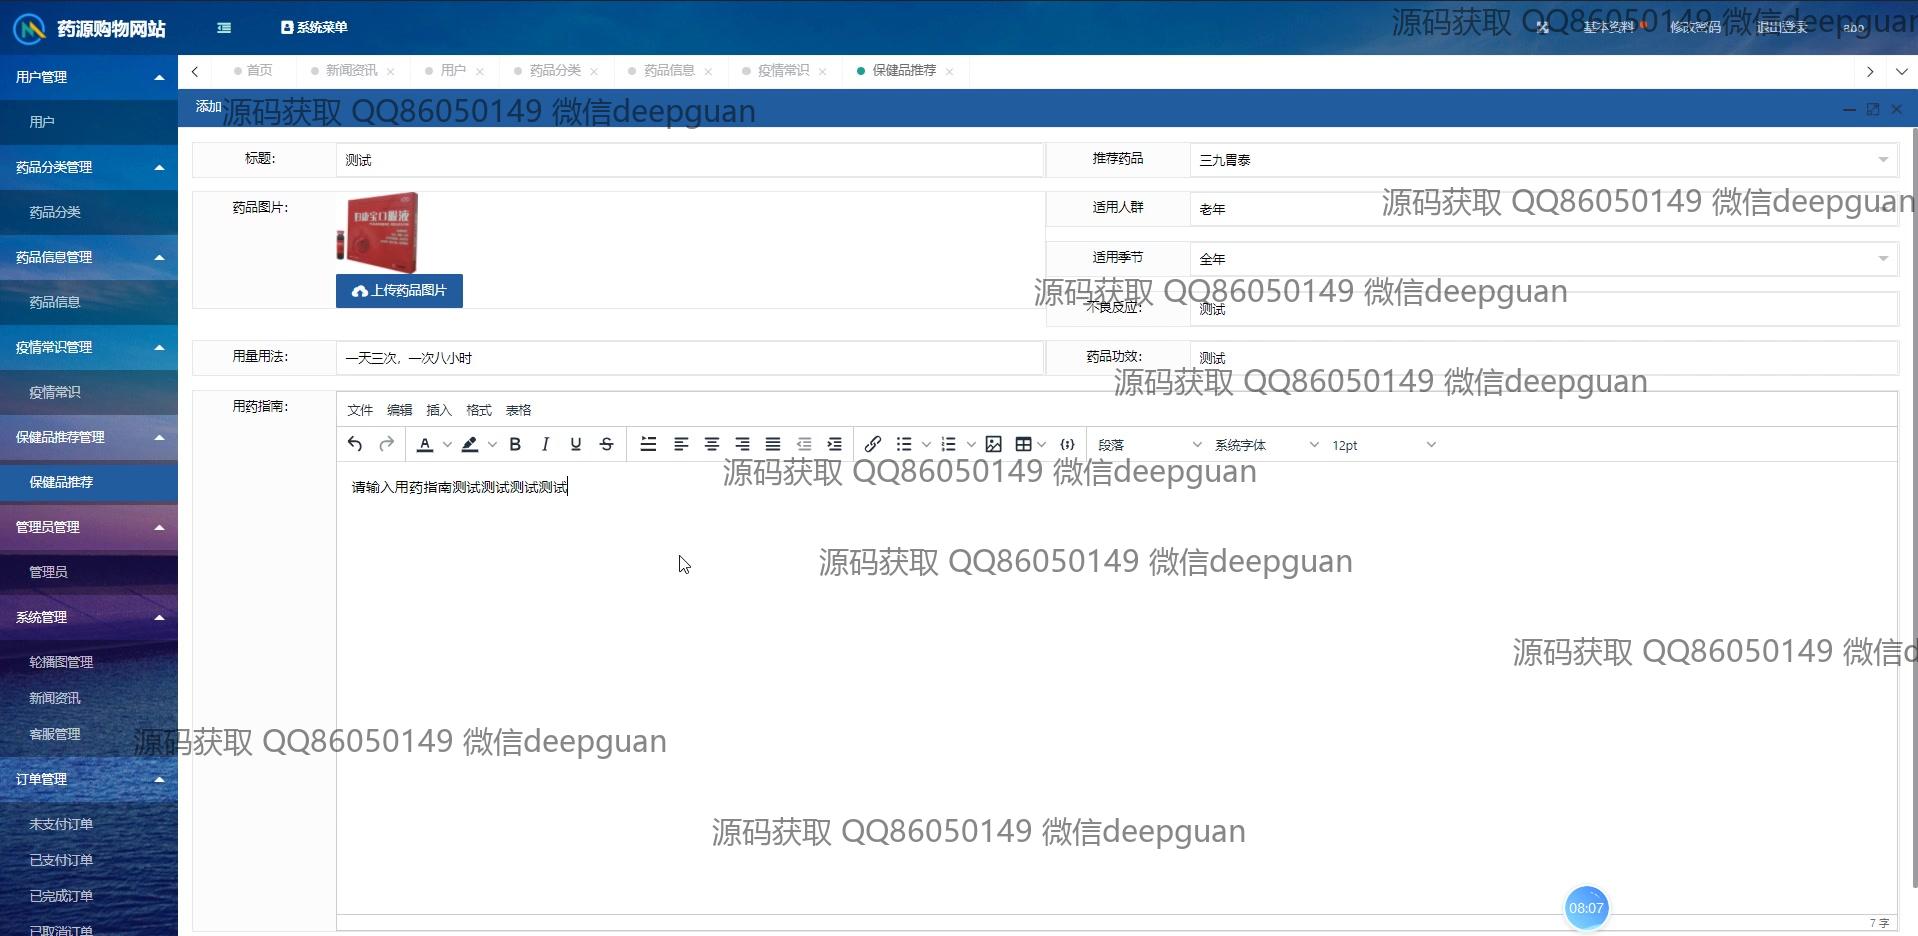 药源购物网站
系统菜单
源码获取 QQ86050149 微信deepguan
基本资料
修改密码
退出登录
abo
用户管理
用户
药品分类管理
药品分类
药品信息管理
药品信息
疫情常识管理
疫情常识
保健品推荐管理
保健品推荐
管理员管理
管理员
系统管理
轮播图管理
新闻资讯
客服管理
订单管理
未支付订单
已支付订单
已完成订单
已取消订单
首页
新闻资讯
用户
药品分类
药品信息
疫情常识
保健品推荐
添加
源码获取 QQ86050149 微信deepguan
标题:
测试
推荐药品
三九胃泰
药品图片:
妇康宝口服液
上传药品图片
适用人群
老年
源码获取 QQ86050149 微信deepguan
适用季节
全年
源码获取 QQ86050149 微信deepguan
不良反应:
测试
用量用法:
一天三次，一次八小时
药品功效:
测试
源码获取 QQ86050149 微信deepguan
用药指南:
文件 编辑 插入 格式 表格
段落
系统字体
12pt
源码获取 QQ86050149 微信deepguan
请输入用药指南测试测试测试测试
源码获取 QQ86050149 微信deepguan
源码获取 QQ86050149 微信d
源码获取 QQ86050149 微信deepguan
源码获取 QQ86050149 微信deepguan
08:07
7 字